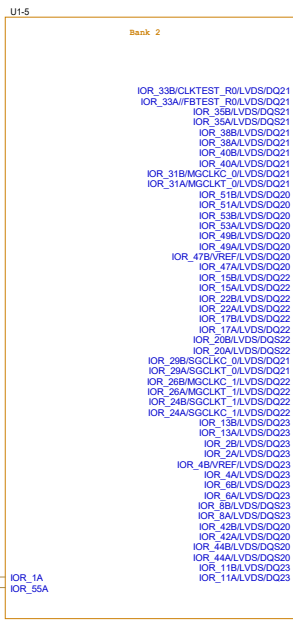 U1-5
Bank 2
IOR_33B/CLKTEST_R0/LVDS/DQ21
IOR_33A//FBTEST_R0/LVDS/DQ21
IOR_35B/LVDS/DQS21
IOR_35A/LVDS/DQS21
IOR_38B/LVDS/DQ21
IOR_38A/LVDS/DQ21
IOR_40B/LVDS/DQ21
IOR_40A/LVDS/DQ21
IOR_31B/MGCLKC_0/LVDS/DQ21
IOR_31A/MGCLKT_0/LVDS/DQ21
IOR_51B/LVDS/DQ20
IOR_51A/LVDS/DQ20
IOR_53B/LVDS/DQ20
IOR_53A/LVDS/DQ20
IOR_49B/LVDS/DQ20
IOR_49A/LVDS/DQ20
IOR_47B/VREF/LVDS/DQ20
IOR_47A/LVDS/DQ20
IOR_15B/LVDS/DQ22
IOR_15A/LVDS/DQ22
IOR_22B/LVDS/DQ22
IOR_22A/LVDS/DQ22
IOR_17B/LVDS/DQ22
IOR_17A/LVDS/DQ22
IOR_20B/LVDS/DQS22
IOR_20A/LVDS/DQS22
IOR_29B/SGCLKC_0/LVDS/DQ21
IOR_29A/SGCLKT_0/LVDS/DQ21
IOR_26B/MGCLKC_1/LVDS/DQ22
IOR_26A/MGCLKT_1/LVDS/DQ22
IOR_24B/SGCLKT_1/LVDS/DQ22
IOR_24A/SGCLKC_1/LVDS/DQ22
IOR_13B/LVDS/DQ23
IOR_13A/LVDS/DQ23
IOR_2B/LVDS/DQ23
IOR_2A/LVDS/DQ23
IOR_4B/VREF/LVDS/DQ23
IOR_4A/LVDS/DQ23
IOR_6B/LVDS/DQ23
IOR_6A/LVDS/DQ23
IOR_8B/LVDS/DQS23
IOR_8A/LVDS/DQS23
IOR_42B/LVDS/DQ20
IOR_42A/LVDS/DQ20
IOR_44B/LVDS/DQS20
IOR_44A/LVDS/DQS20
IOR_11B/LVDS/DQ23
IOR_1A IOR_11A/LVDS/DQ23
IOR_55A